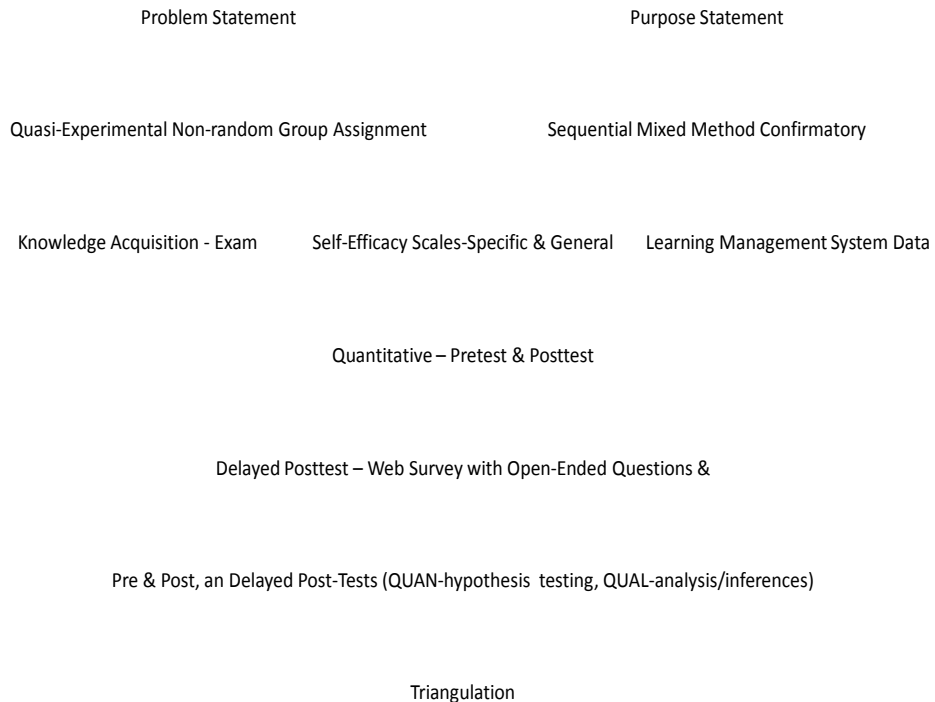 Problem Statement Purpose Statement
Quasi-Experimental Non-random Group Assignment Sequential Mixed Method Confirmatory
Knowledge Acquisition - Exam Self-Efficacy Scales-Specific & General Learning Management System Data
Quantitative – Pretest & Posttest
Delayed Posttest – Web Survey with Open-Ended Questions &
Pre & Post, an Delayed Post-Tests (QUAN-hypothesis testing, QUAL-analysis/inferences)
Triangulation